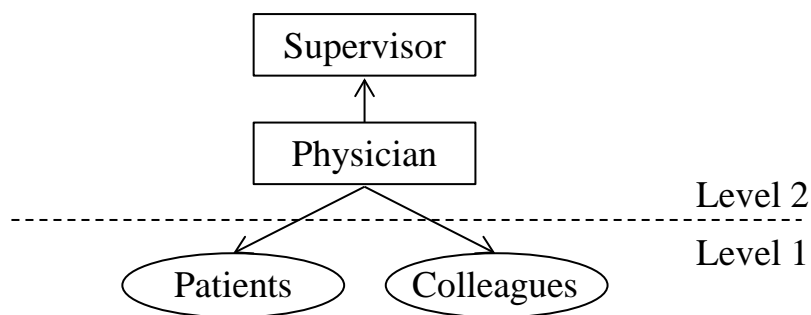 Supervisor
Physician
Level 2
Level 1
Patients
Colleagues